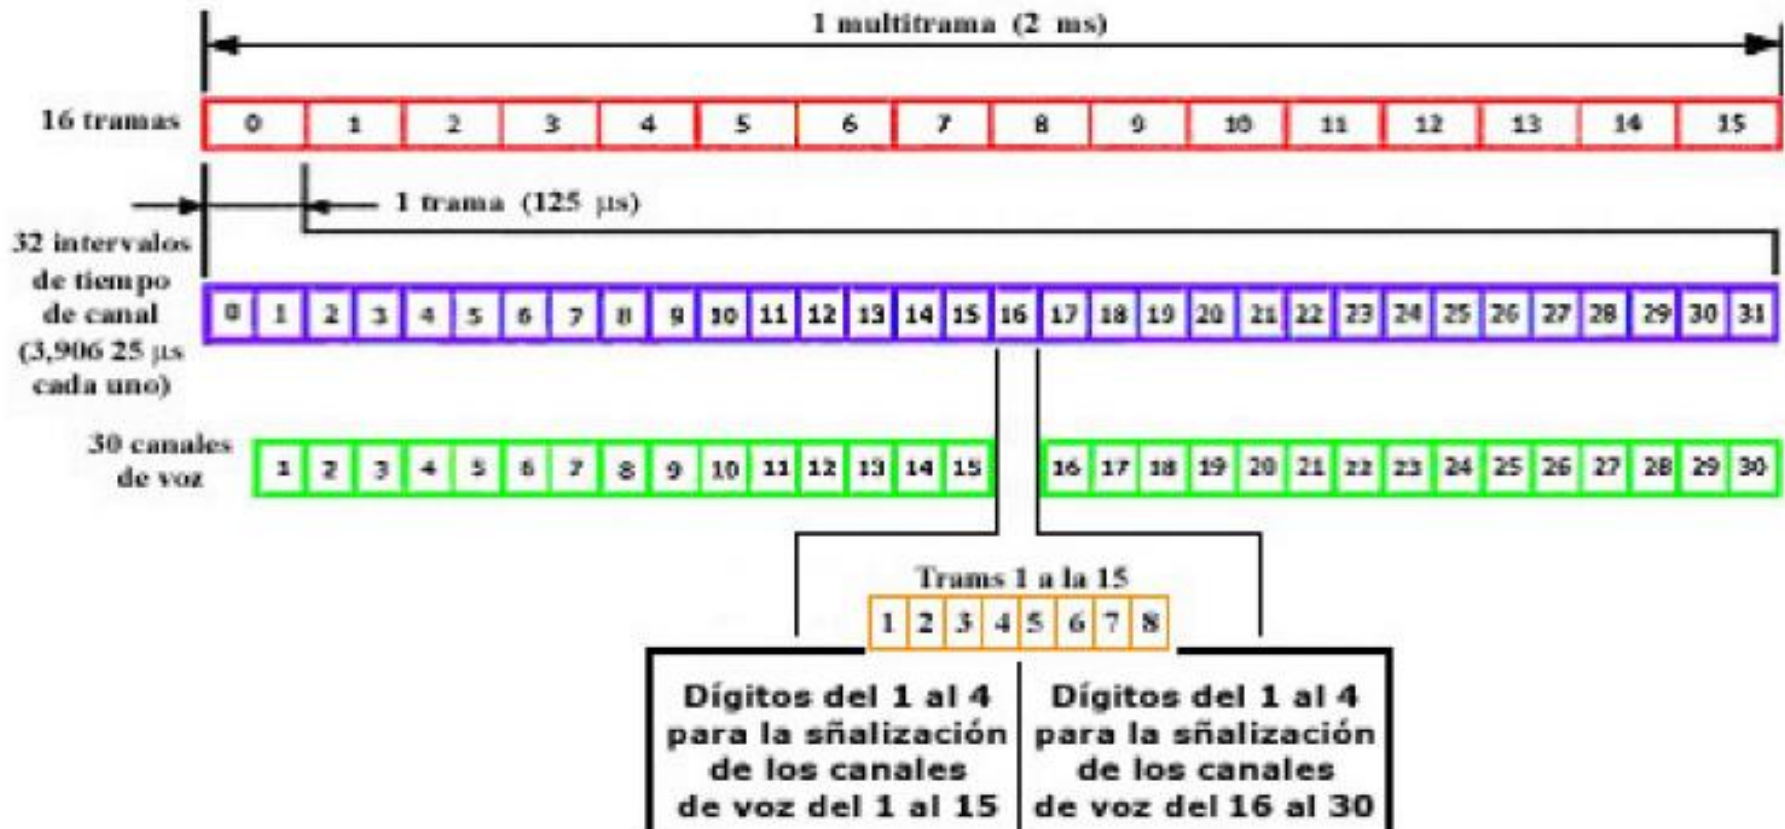 1 multitrama (2 ms)
16 tramas
0 1 2 3 4 5 6 7 8 9 10 11 12 13 14 15
1 trama (125 µs)
32 intervalos
de tiempo
de canal
(3,906 25 µs
cada uno)
0 1 2 3 4 5 6 7 8 9 10 11 12 13 14 15 16 17 18 19 20 21 22 23 24 25 26 27 28 29 30 31
30 canales
de voz
1 2 3 4 5 6 7 8 9 10 11 12 13 14 15 16 17 18 19 20 21 22 23 24 25 26 27 28 29 30
Trams 1 a la 15
1 2 3 4 5 6 7 8
Dígitos del 1 al 4
para la sñalización
de los canales
de voz del 1 al 15
Dígitos del 1 al 4
para la sñalización
de los canales
de voz del 16 al 30